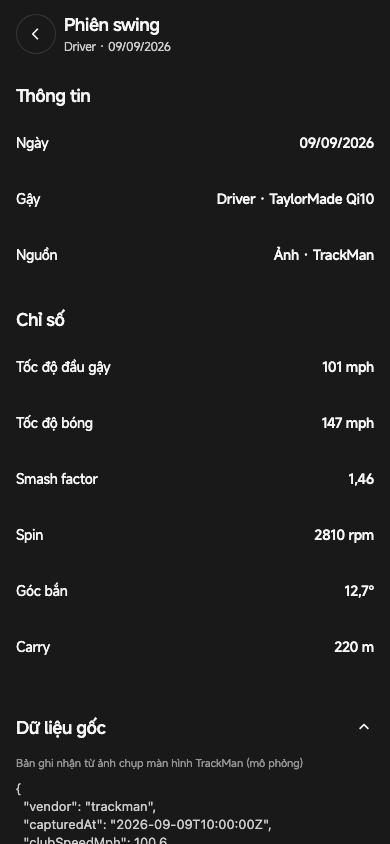 Phiên swing
Driver · 09/09/2026
Thông tin
Ngày 09/09/2026
Gậy Driver · TaylorMade Qi10
Nguồn Ảnh · TrackMan
Chỉ số
Tốc độ đầu gậy 101 mph
Tốc độ bóng 147 mph
Smash factor 1,46
Spin 2810 rpm
Góc bắn 12,7°
Carry 220 m
Dữ liệu gốc
Bản ghi nhận từ ảnh chụp màn hình TrackMan (mô phỏng)
{
"vendor": "trackman",
"capturedAt": "2026-09-09T10:00:00Z",
"clubSpeedMph": 100.6